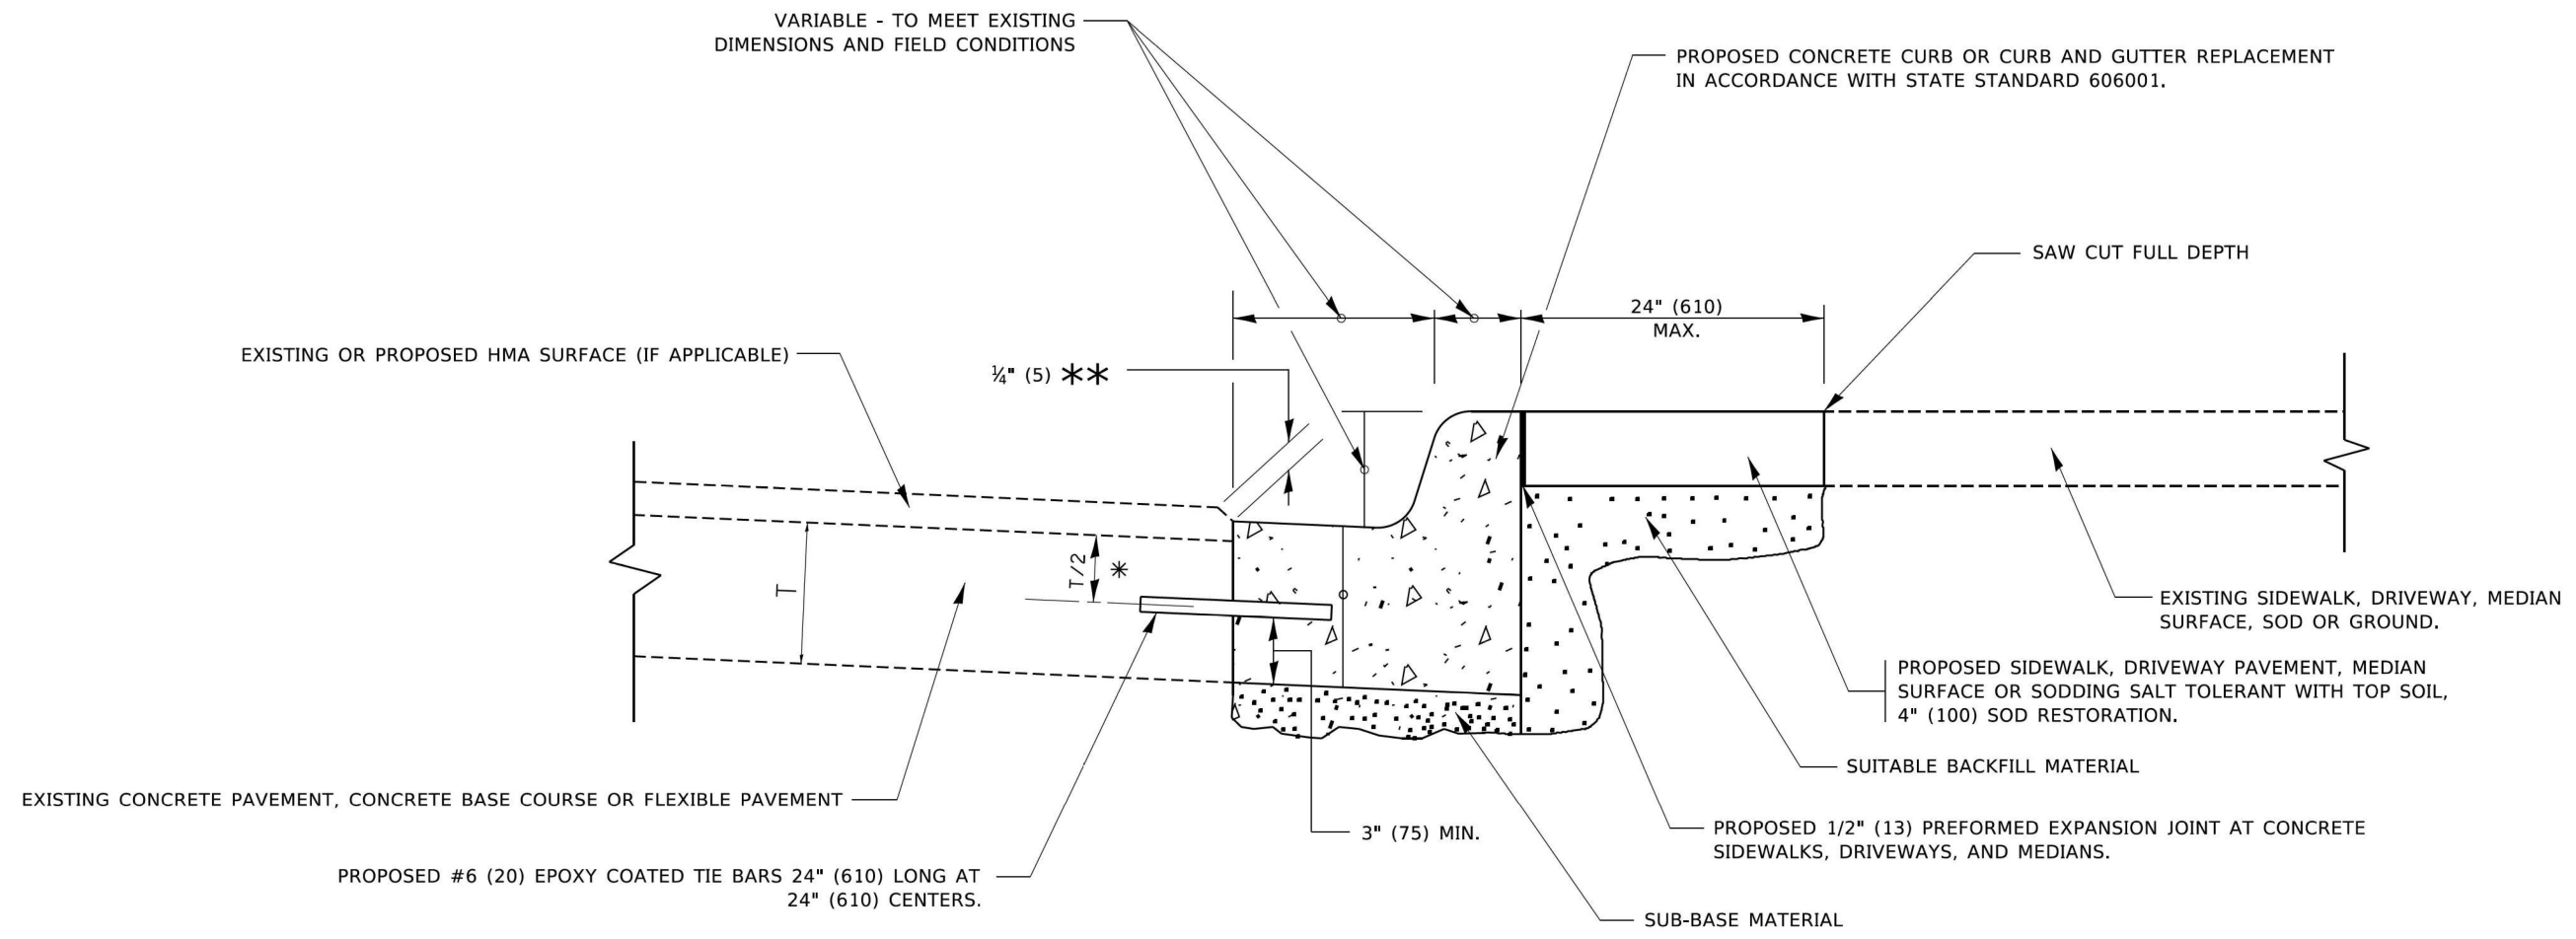 VARIABLE - TO MEET EXISTING
DIMENSIONS AND FIELD CONDITIONS
PROPOSED CONCRETE CURB OR CURB AND GUTTER REPLACEMENT
IN ACCORDANCE WITH STATE STANDARD 606001.
SAW CUT FULL DEPTH
24" (610)
MAX.
EXISTING OR PROPOSED HMA SURFACE (IF APPLICABLE)
¼" (5) **
T
T/2
*
EXISTING SIDEWALK, DRIVEWAY, MEDIAN
SURFACE, SOD OR GROUND.
PROPOSED SIDEWALK, DRIVEWAY PAVEMENT, MEDIAN
SURFACE OR SODDING SALT TOLERANT WITH TOP SOIL,
4" (100) SOD RESTORATION.
SUITABLE BACKFILL MATERIAL
EXISTING CONCRETE PAVEMENT, CONCRETE BASE COURSE OR FLEXIBLE PAVEMENT
3" (75) MIN.
PROPOSED 1/2" (13) PREFORMED EXPANSION JOINT AT CONCRETE
SIDEWALKS, DRIVEWAYS, AND MEDIANS.
PROPOSED #6 (20) EPOXY COATED TIE BARS 24" (610) LONG AT
24" (610) CENTERS.
SUB-BASE MATERIAL